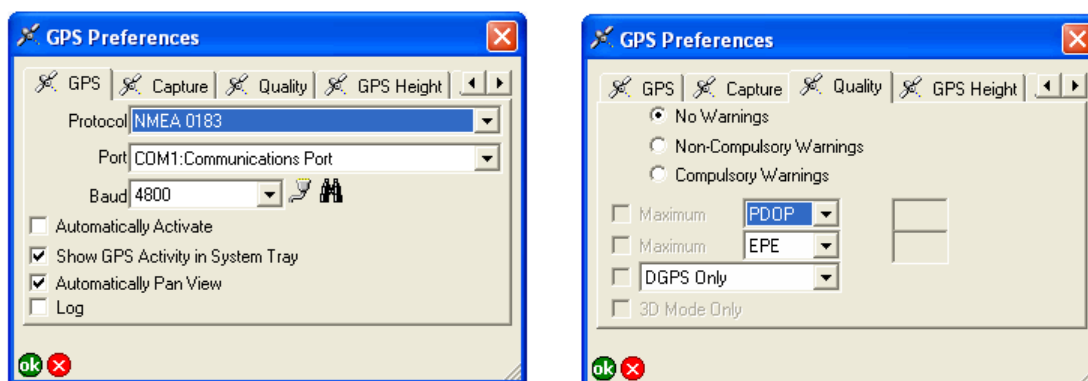 GPS Preferences
GPS Capture Quality GPS Height
Protocol NMEA 0183
Port COM1:Communications Port
Baud 4800
Automatically Activate
Show GPS Activity in System Tray
Automatically Pan View
Log
ok
GPS Preferences
GPS Capture Quality GPS Height
No Warnings
Non-Compulsory Warnings
Compulsory Warnings
Maximum PDOP
Maximum EPE
DGPS Only
3D Mode Only
ok